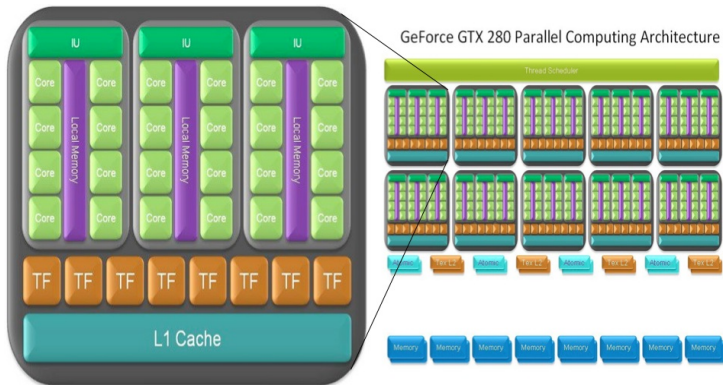 GeForce GTX 280 Parallel Computing Architecture
IU IU IU
Core Core Core Core Core Core
Core Core Core Core Core Core
Core Core Core Core Core Core
Core Core Core Core Core Core
Local Memory
Local Memory
Local Memory
TF TF TF TF TF TF TF TF
L1 Cache
Thread Scheduler
Atomic Tex L2 Atomic Tex L2 Atomic Tex L2 Atomic Tex L2
Memory Memory Memory Memory Memory Memory Memory Memory